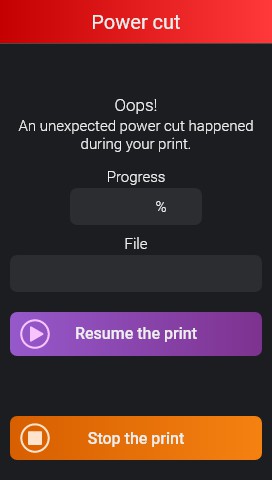 Power cut
Oops!
An unexpected power cut happened
during your print.
Progress
%
File
Resume the print
Stop the print